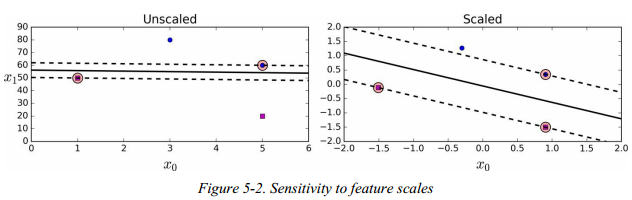 Unscaled
90
80
70
60
50
40
30
20
10
0
x₁
0 1 2 3 4 5 6
x₀
Scaled
2.0
1.5
1.0
0.5
0.0
−0.5
−1.0
−1.5
−2.0
−2.0 −1.5 −1.0 −0.5 0.0 0.5 1.0 1.5 2.0
x₀
Figure 5-2. Sensitivity to feature scales